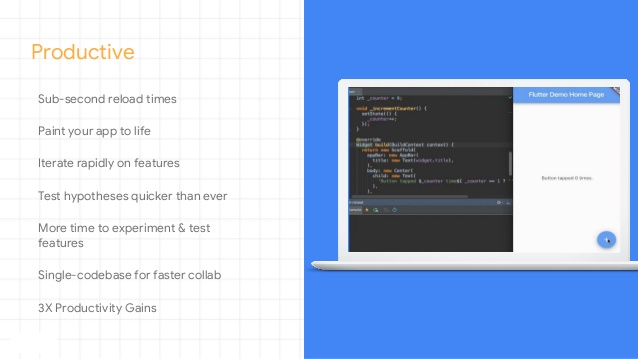 Productive
Sub-second reload times
Paint your app to life
Iterate rapidly on features
Test hypotheses quicker than ever
More time to experiment & test
features
Single-codebase for faster collab
3X Productivity Gains
int _counter = 0;
void _incrementCounter() {
setState(() {
_counter++;
});
}
@override
Widget build(BuildContext context) {
return new Scaffold(
appBar: new AppBar(
title: new Text(widget.title),
),
body: new Center(
child: new Text(
'Button tapped $_counter time${ _counter == 1 ?
),
),
Flutter Demo Home Page
Button tapped 0 times.
+